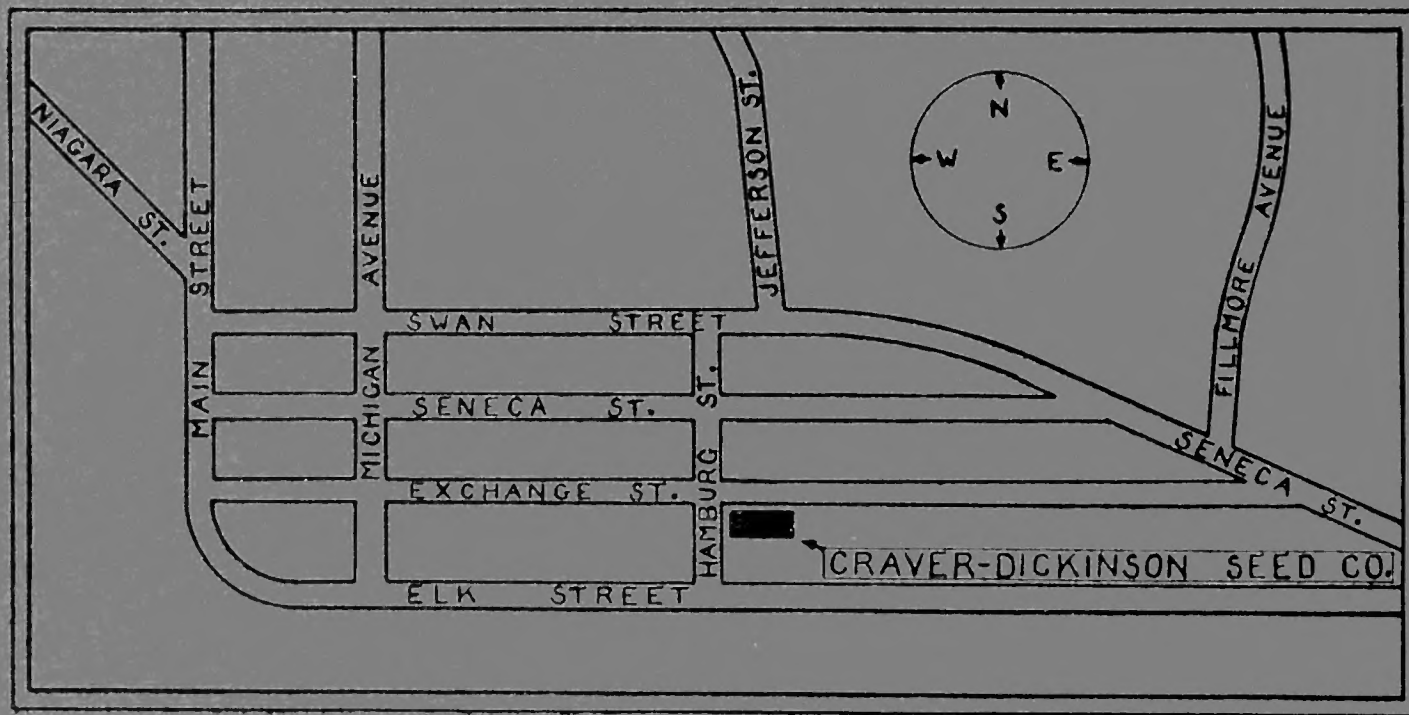 NIAGARA ST.
MAIN STREET
MICHIGAN AVENUE
JEFFERSON ST.
N
W E
S
FILLMORE AVENUE
SWAN STREET
SENECA ST.
HAMBURG ST.
SENECA ST.
EXCHANGE ST.
CRAVER-DICKINSON SEED CO.
ELK STREET